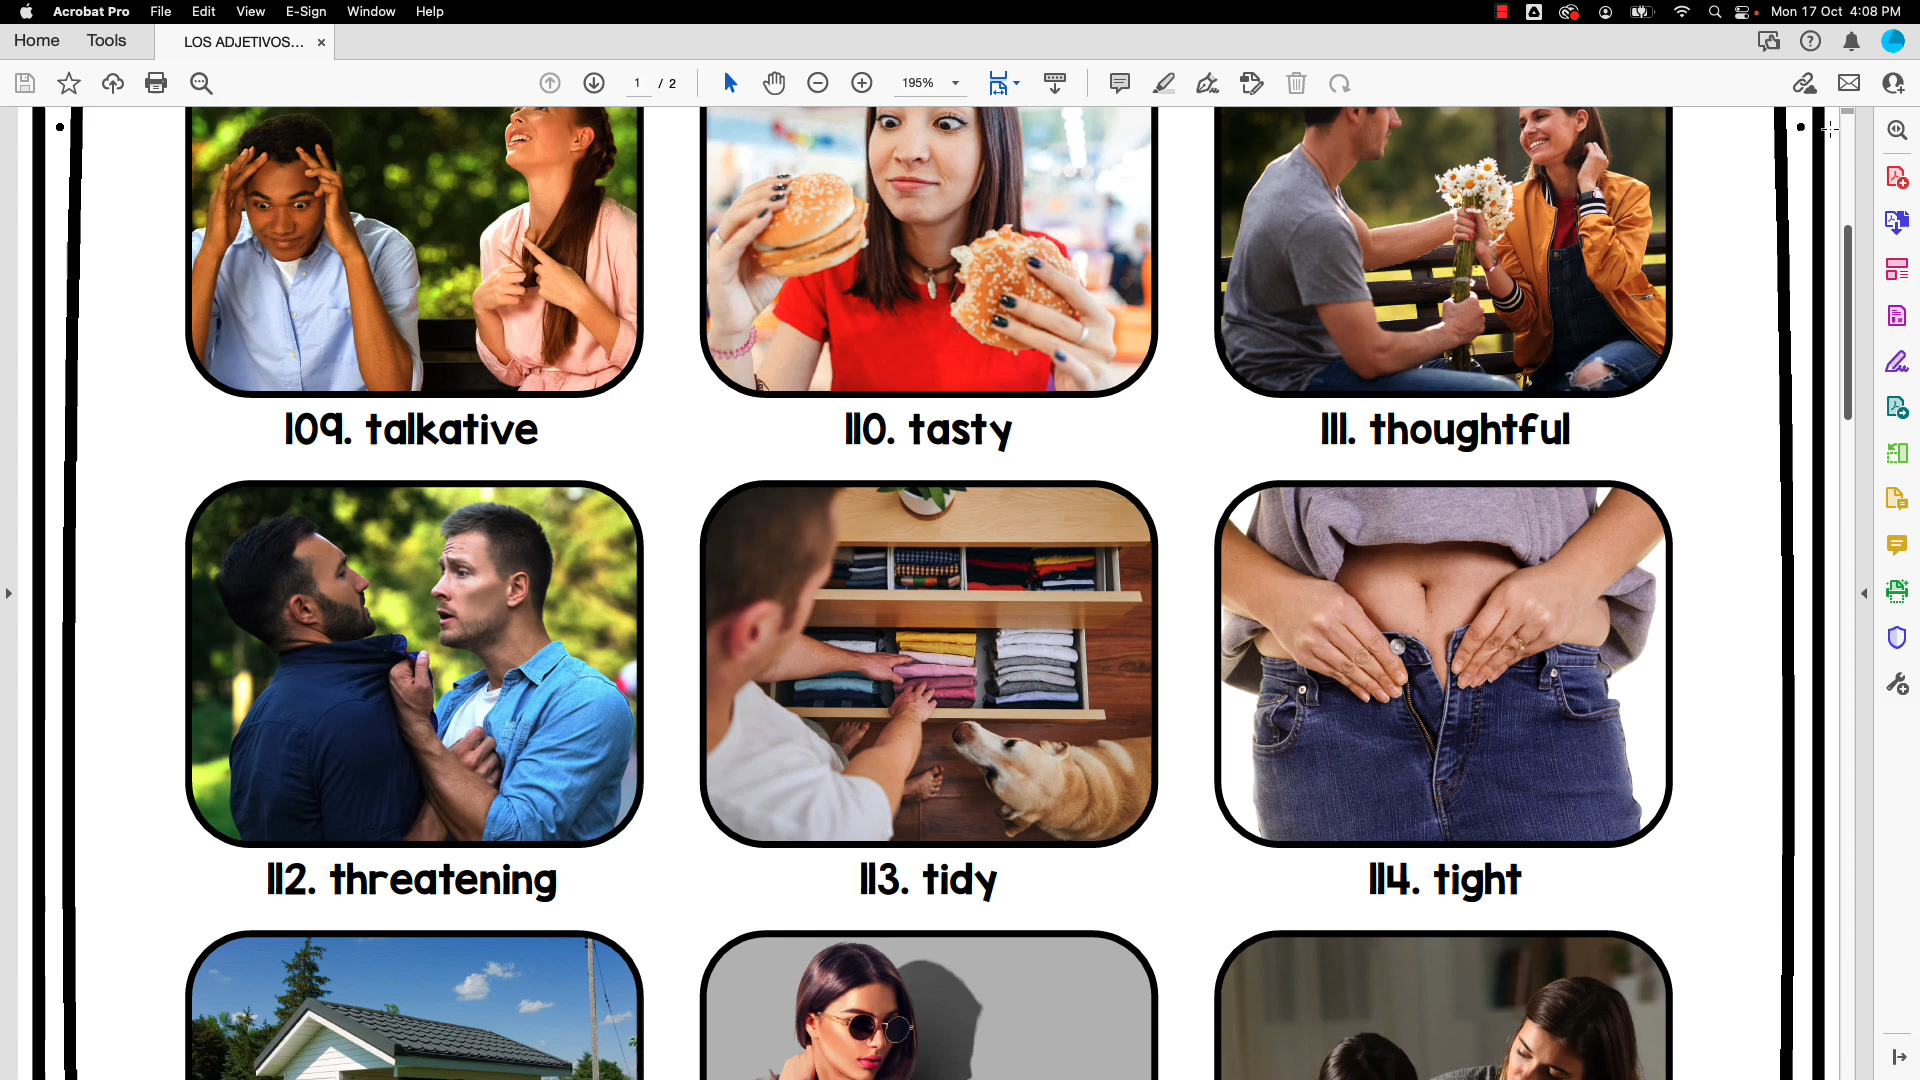 Acrobat Pro File Edit View E-Sign Window Help Mon 17 Oct 4:08 PM
Home Tools LOS ADJETIVOS... ×
1 / 2 195%
109. talkative 110. tasty 111. thoughtful
112. threatening 113. tidy 114. tight